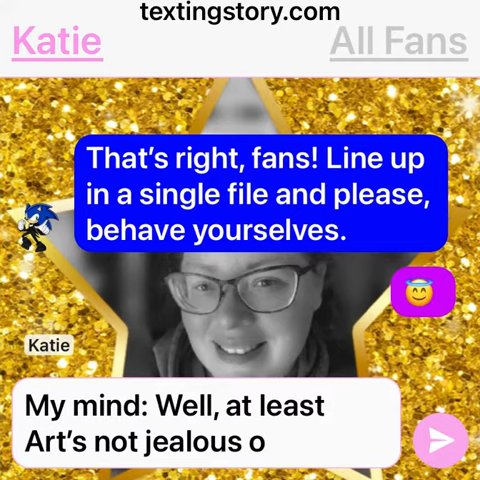 textingstory.com
Katie
All Fans
That’s right, fans! Line up
in a single file and please,
behave yourselves.
Katie
My mind: Well, at least
Art’s not jealous o